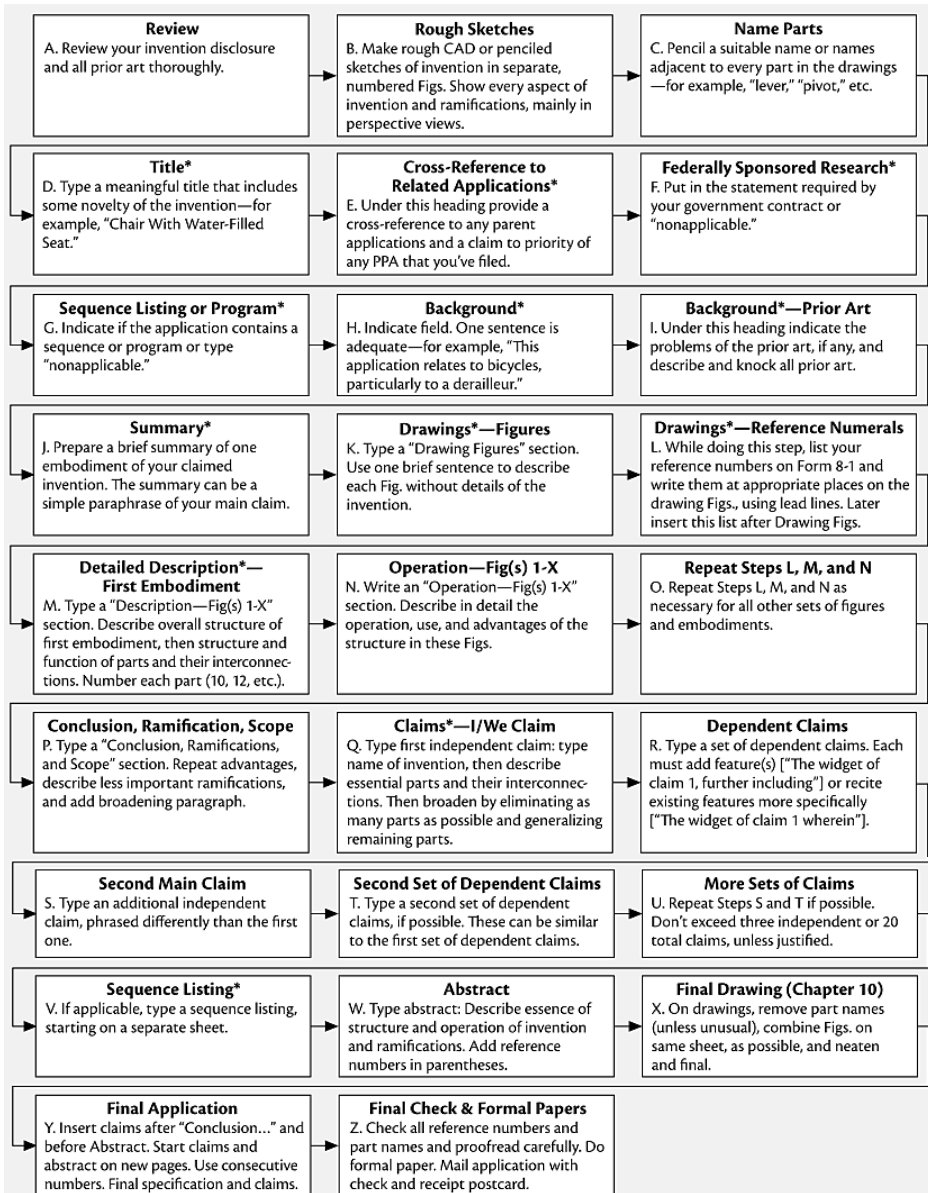 Review
A. Review your invention disclosure
and all prior art thoroughly.
Rough Sketches
B. Make rough CAD or penciled
sketches of invention in separate,
numbered Figs. Show every aspect of
invention and ramifications, mainly in
perspective views.
Name Parts
C. Pencil a suitable name or names
adjacent to every part in the drawings
—for example, “lever,” “pivot,” etc.
Title*
D. Type a meaningful title that includes
some novelty of the invention—for
example, “Chair With Water-Filled
Seat.”
Cross-Reference to
Related Applications*
E. Under this heading provide a
cross-reference to any parent
applications and a claim to priority of
any PPA that you’ve filed.
Federally Sponsored Research*
F. Put in the statement required by
your government contract or
“nonapplicable.”
Sequence Listing or Program*
G. Indicate if the application contains a
sequence or program or type
“nonapplicable.”
Background*
H. Indicate field. One sentence is
adequate—for example, “This
application relates to bicycles,
particularly to a derailleur.”
Background*—Prior Art
I. Under this heading indicate the
problems of the prior art, if any, and
describe and knock all prior art.
Summary*
J. Prepare a brief summary of one
embodiment of your claimed
invention. The summary can be a
simple paraphrase of your main claim.
Drawings*—Figures
K. Type a “Drawing Figures” section.
Use one brief sentence to describe
each Fig. without details of the
invention.
Drawings*—Reference Numerals
L. While doing this step, list your
reference numbers on Form 8-1 and
write them at appropriate places on the
drawing Figs., using lead lines. Later
insert this list after Drawing Figs.
Detailed Description*—
First Embodiment
M. Type a “Description—Fig(s) 1-X”
section. Describe overall structure of
first embodiment, then structure and
function of parts and their interconnec-
tions. Number each part (10, 12, etc.).
Operation—Fig(s) 1-X
N. Write an “Operation—Fig(s) 1-X”
section. Describe in detail the
operation, use, and advantages of the
structure in these Figs.
Repeat Steps L, M, and N
O. Repeat Steps L, M, and N as
necessary for all other sets of figures
and embodiments.
Conclusion, Ramification, Scope
P. Type a “Conclusion, Ramifications,
and Scope” section. Repeat advantages,
describe less important ramifications,
and add broadening paragraph.
Claims*—I/We Claim
Q. Type first independent claim: type
name of invention, then describe
essential parts and their interconnec-
tions. Then broaden by eliminating as
many parts as possible and generalizing
remaining parts.
Dependent Claims
R. Type a set of dependent claims. Each
must add feature(s) [“The widget of
claim 1, further including”] or recite
existing features more specifically
[“The widget of claim 1 wherein”].
Second Main Claim
S. Type an additional independent
claim, phrased differently than the first
one.
Second Set of Dependent Claims
T. Type a second set of dependent
claims, if possible. These can be similar
to the first set of dependent claims.
More Sets of Claims
U. Repeat Steps S and T if possible.
Don’t exceed three independent or 20
total claims, unless justified.
Sequence Listing*
V. If applicable, type a sequence listing,
starting on a separate sheet.
Abstract
W. Type abstract: Describe essence of
structure and operation of invention
and ramifications. Add reference
numbers in parentheses.
Final Drawing (Chapter 10)
X. On drawings, remove part names
(unless unusual), combine Figs. on
same sheet, as possible, and neaten
and final.
Final Application
Y. Insert claims after “Conclusion...” and
before Abstract. Start claims and
abstract on new pages. Use consecutive
numbers. Final specification and claims.
Final Check & Formal Papers
Z. Check all reference numbers and
part names and proofread carefully. Do
formal paper. Mail application with
check and receipt postcard.